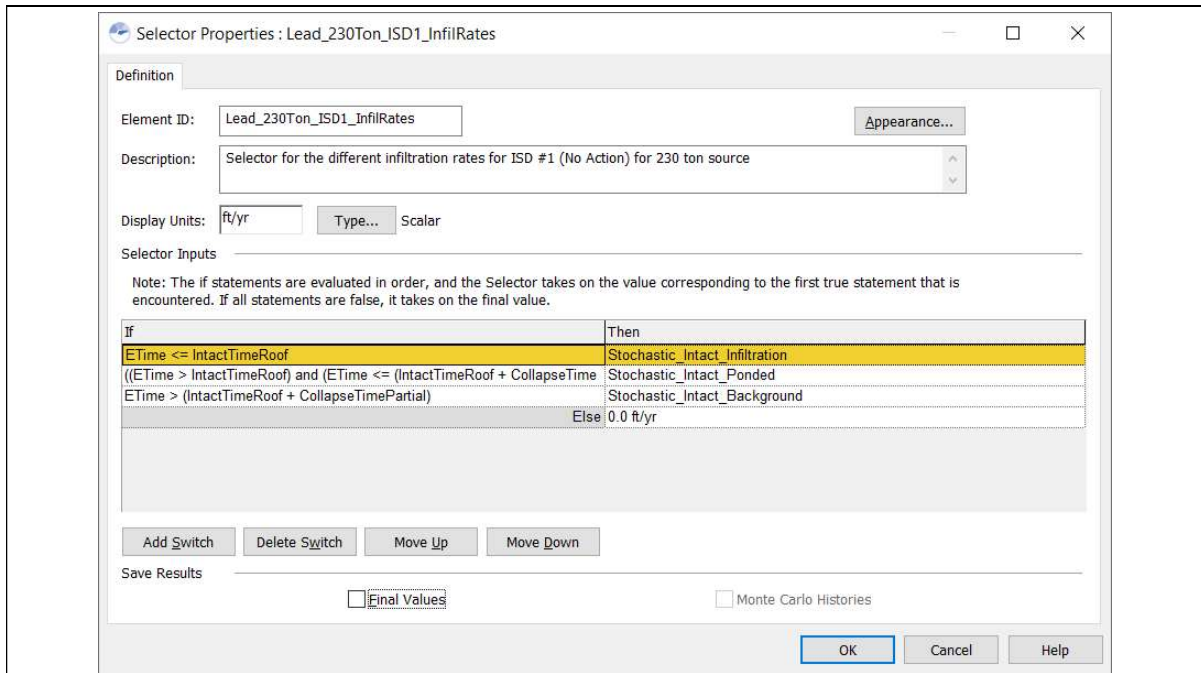 Selector Properties : Lead_230Ton_ISD1_InfilRates
Definition
Element ID: Lead_230Ton_ISD1_InfilRates Appearance...
Description: Selector for the different infiltration rates for ISD #1 (No Action) for 230 ton source
Display Units: ft/yr Type... Scalar
Selector Inputs
Note: The if statements are evaluated in order, and the Selector takes on the value corresponding to the first true statement that is
encountered. If all statements are false, it takes on the final value.
If Then
ETime <= IntactTimeRoof Stochastic_Intact_Infiltration
((ETime > IntactTimeRoof) and (ETime <= (IntactTimeRoof + CollapseTime Stochastic_Intact_Ponded
ETime > (IntactTimeRoof + CollapseTimePartial) Stochastic_Intact_Background
Else 0.0 ft/yr
Add Switch Delete Switch Move Up Move Down
Save Results
Final Values Monte Carlo Histories
OK Cancel Help